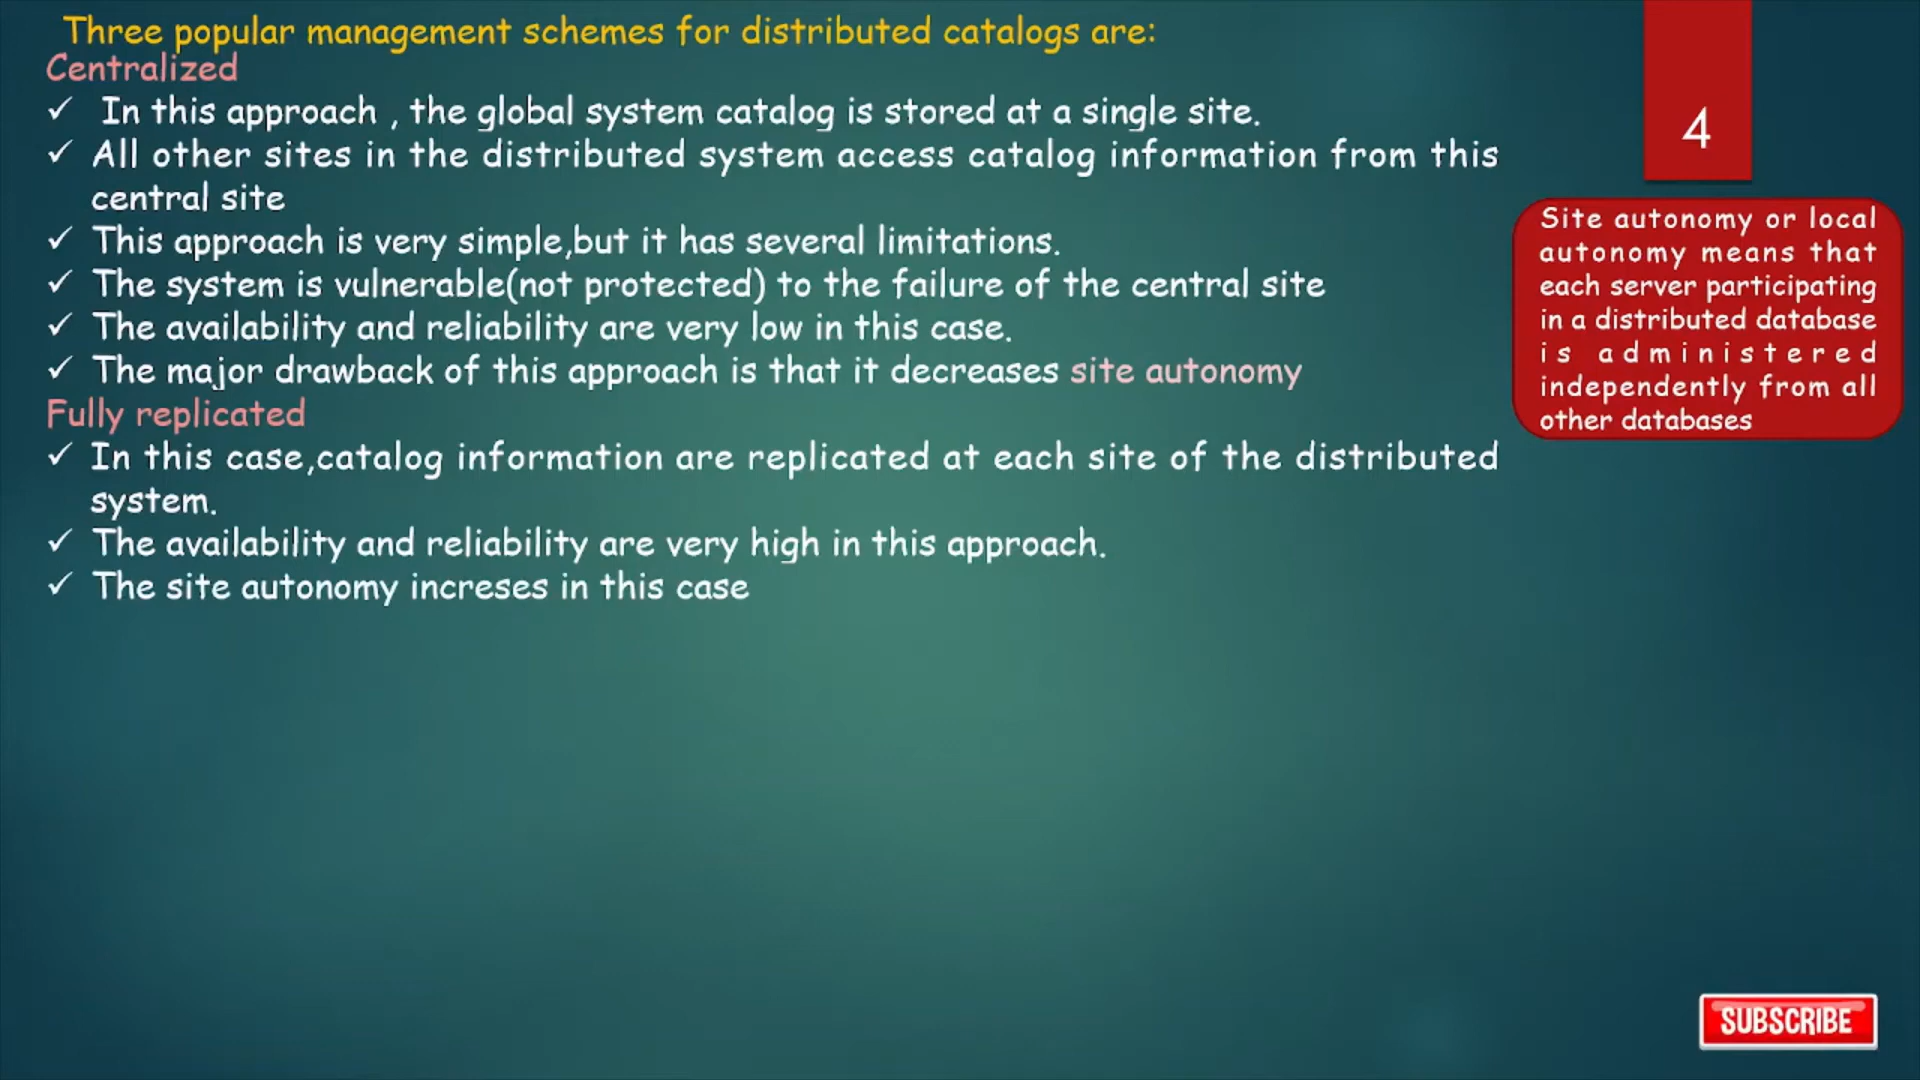 Three popular management schemes for distributed catalogs are:
Centralized
✓ In this approach , the global system catalog is stored at a single site.
✓ All other sites in the distributed system access catalog information from this
central site
✓ This approach is very simple,but it has several limitations.
✓ The system is vulnerable(not protected) to the failure of the central site
✓ The availability and reliability are very low in this case.
✓ The major drawback of this approach is that it decreases site autonomy
Fully replicated
✓ In this case,catalog information are replicated at each site of the distributed
system.
✓ The availability and reliability are very high in this approach.
✓ The site autonomy increses in this case
4
Site autonomy or local
autonomy means that
each server participating
in a distributed database
is administered
independently from all
other databases
SUBSCRIBE